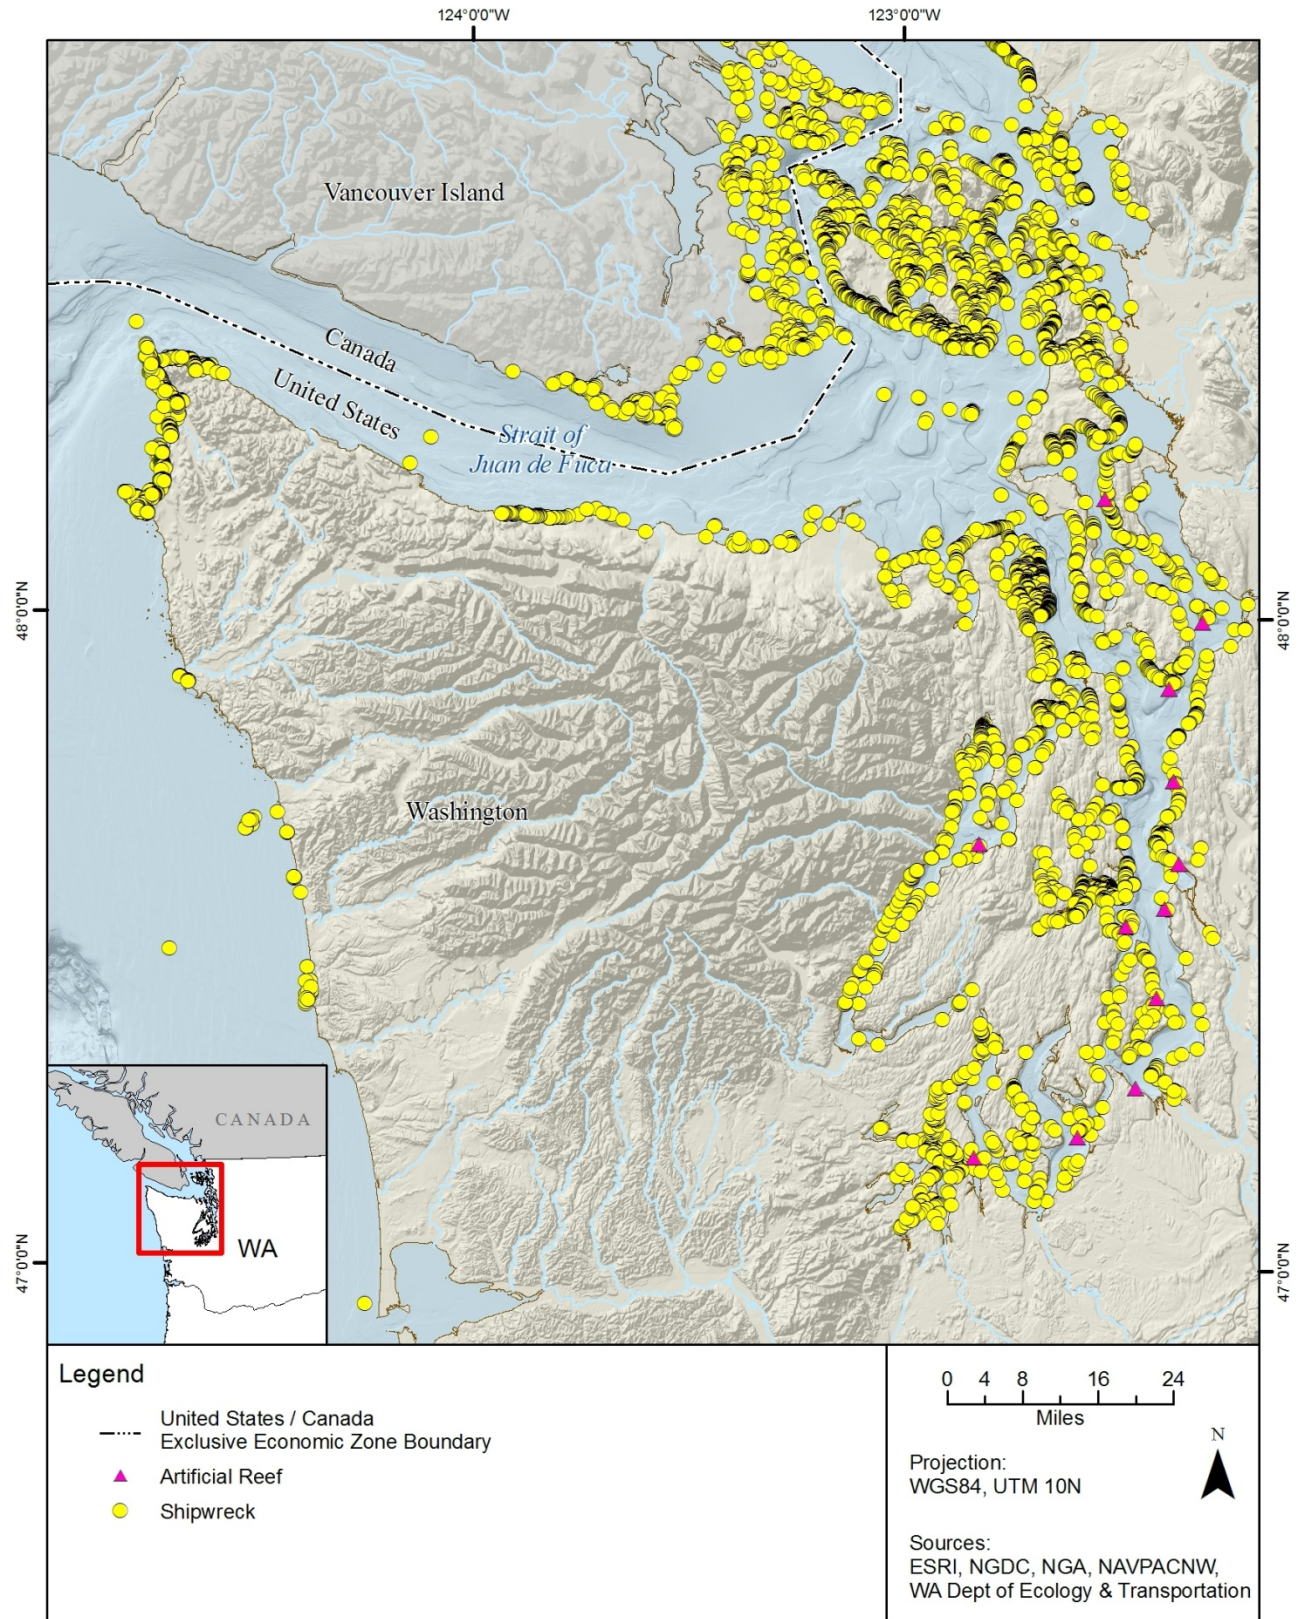 124°0'0"W
123°0'0"W
Vancouver Island
Canada
United States
Strait of
Juan de Fuca
48°0'0"N
48°0'0"N
Washington
CANADA
WA
47°0'0"N
47°0'0"N
Legend
United States / Canada
Exclusive Economic Zone Boundary
Artificial Reef
Shipwreck
0 4 8 16 24
Miles
N
Projection:
WGS84, UTM 10N
Sources:
ESRI, NGDC, NGA, NAVPACNW,
WA Dept of Ecology & Transportation